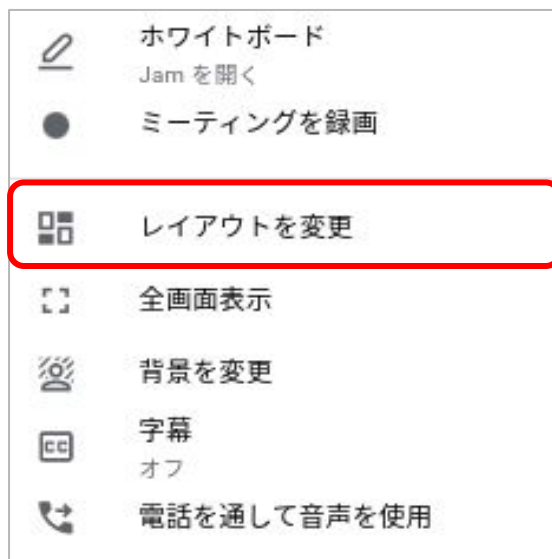 ホワイトボード
Jam を開く
ミーティングを録画
レイアウトを変更
全画面表示
背景を変更
CC
字幕
オフ
電話を通して音声を使用